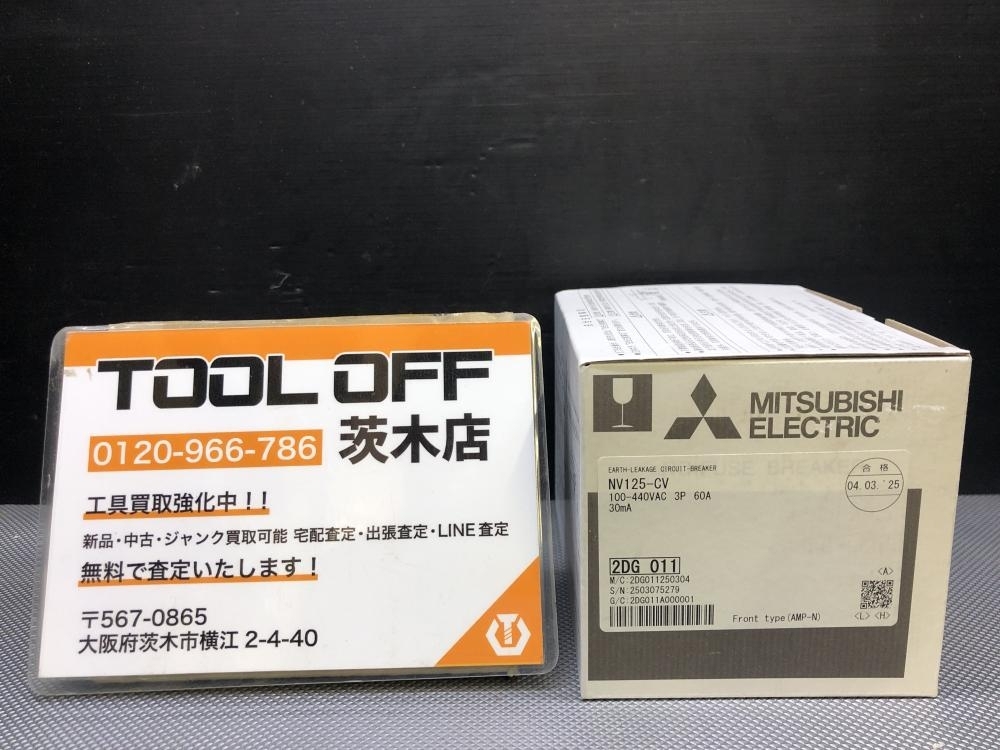 TOOL OFF
0120-966-786 茨木店
工具買取強化中！！
新品・中古・ジャンク買取可能 宅配査定・出張査定・LINE査定
無料で査定いたします！
〒567-0865
大阪府茨木市横江 2-4-40
MITSUBISHI
ELECTRIC
EARTH-LEAKAGE CIRCUIT-BREAKER
NV125-CV
100-440VAC 3P 60A
30mA
合格
04.03.'25
2DG 011
M/C:2DG011250304
S/N:2503075279
G/C:2DG011A000001
Front type(AMP-N)
<A>
<L> <H>